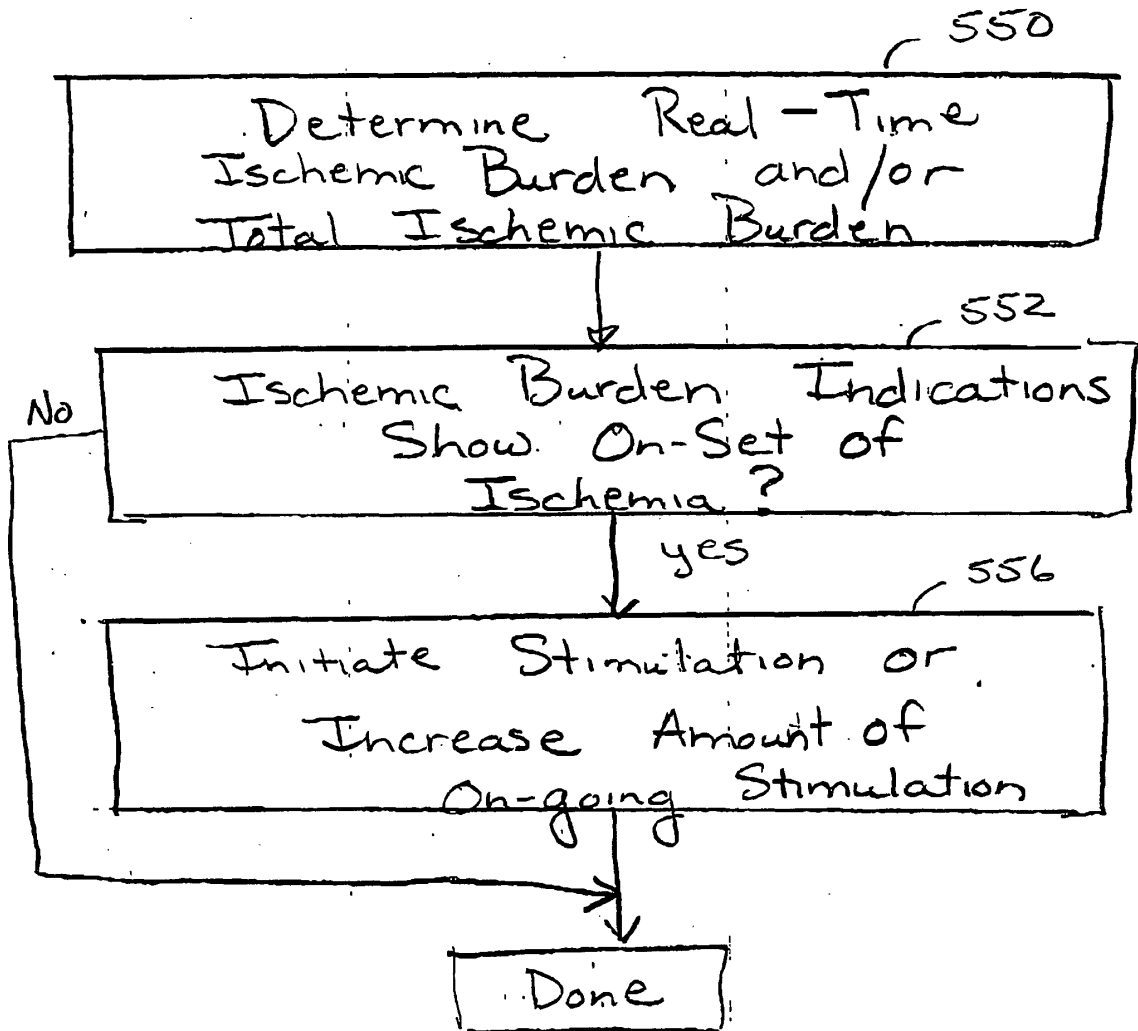 550
Determine Real-Time
Ischemic Burden and/or
Total Ischemic Burden
552
Ischemic Burden Indications
Show On-Set of
Ischemia?
No
yes
556
Initiate Stimulation or
Increase Amount of
On-going Stimulation
Done